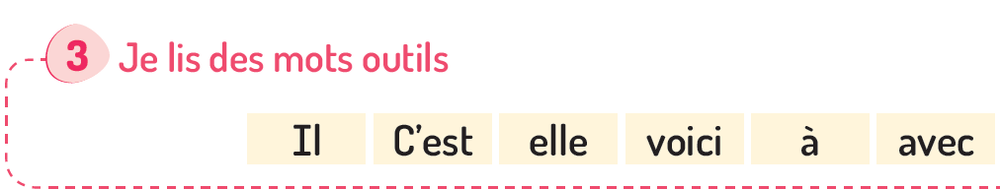 3 Je lis des mots outils
Il C'est elle voici à avec